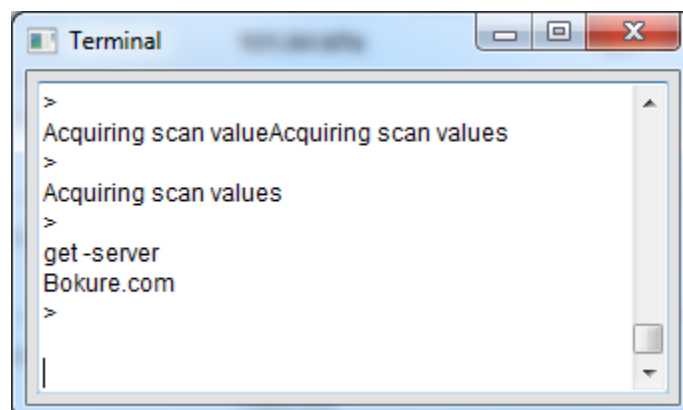 Terminal
>
Acquiring scan valueAcquiring scan values
>
Acquiring scan values
>
get -server
Bokure.com
>